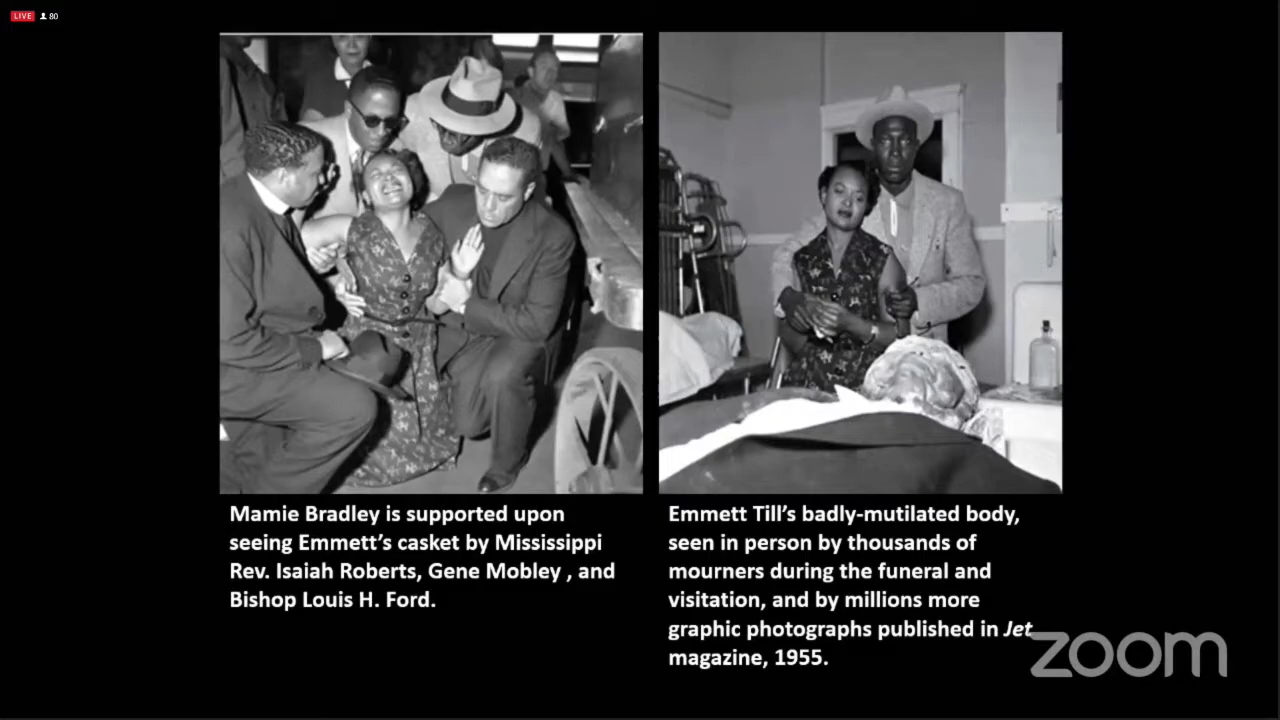 LIVE 80
Mamie Bradley is supported upon
seeing Emmett’s casket by Mississippi
Rev. Isaiah Roberts, Gene Mobley , and
Bishop Louis H. Ford.
Emmett Till’s badly-mutilated body,
seen in person by thousands of
mourners during the funeral and
visitation, and by millions more
graphic photographs published in Jet
magazine, 1955.
zoom